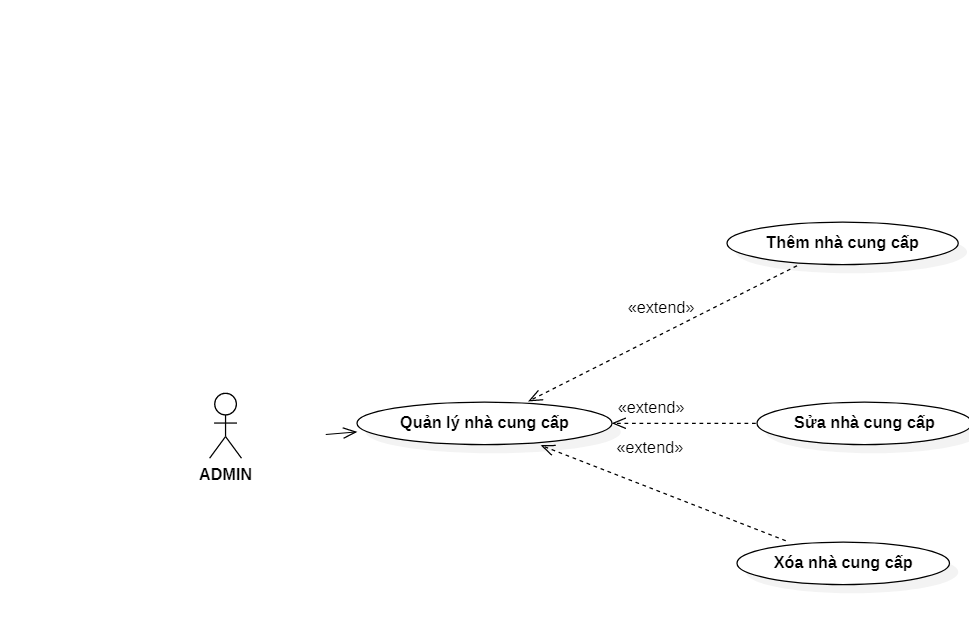 Thêm nhà cung cấp
«extend»
«extend»
Quản lý nhà cung cấp
Sửa nhà cung cấp
«extend»
ADMIN
Xóa nhà cung cấp